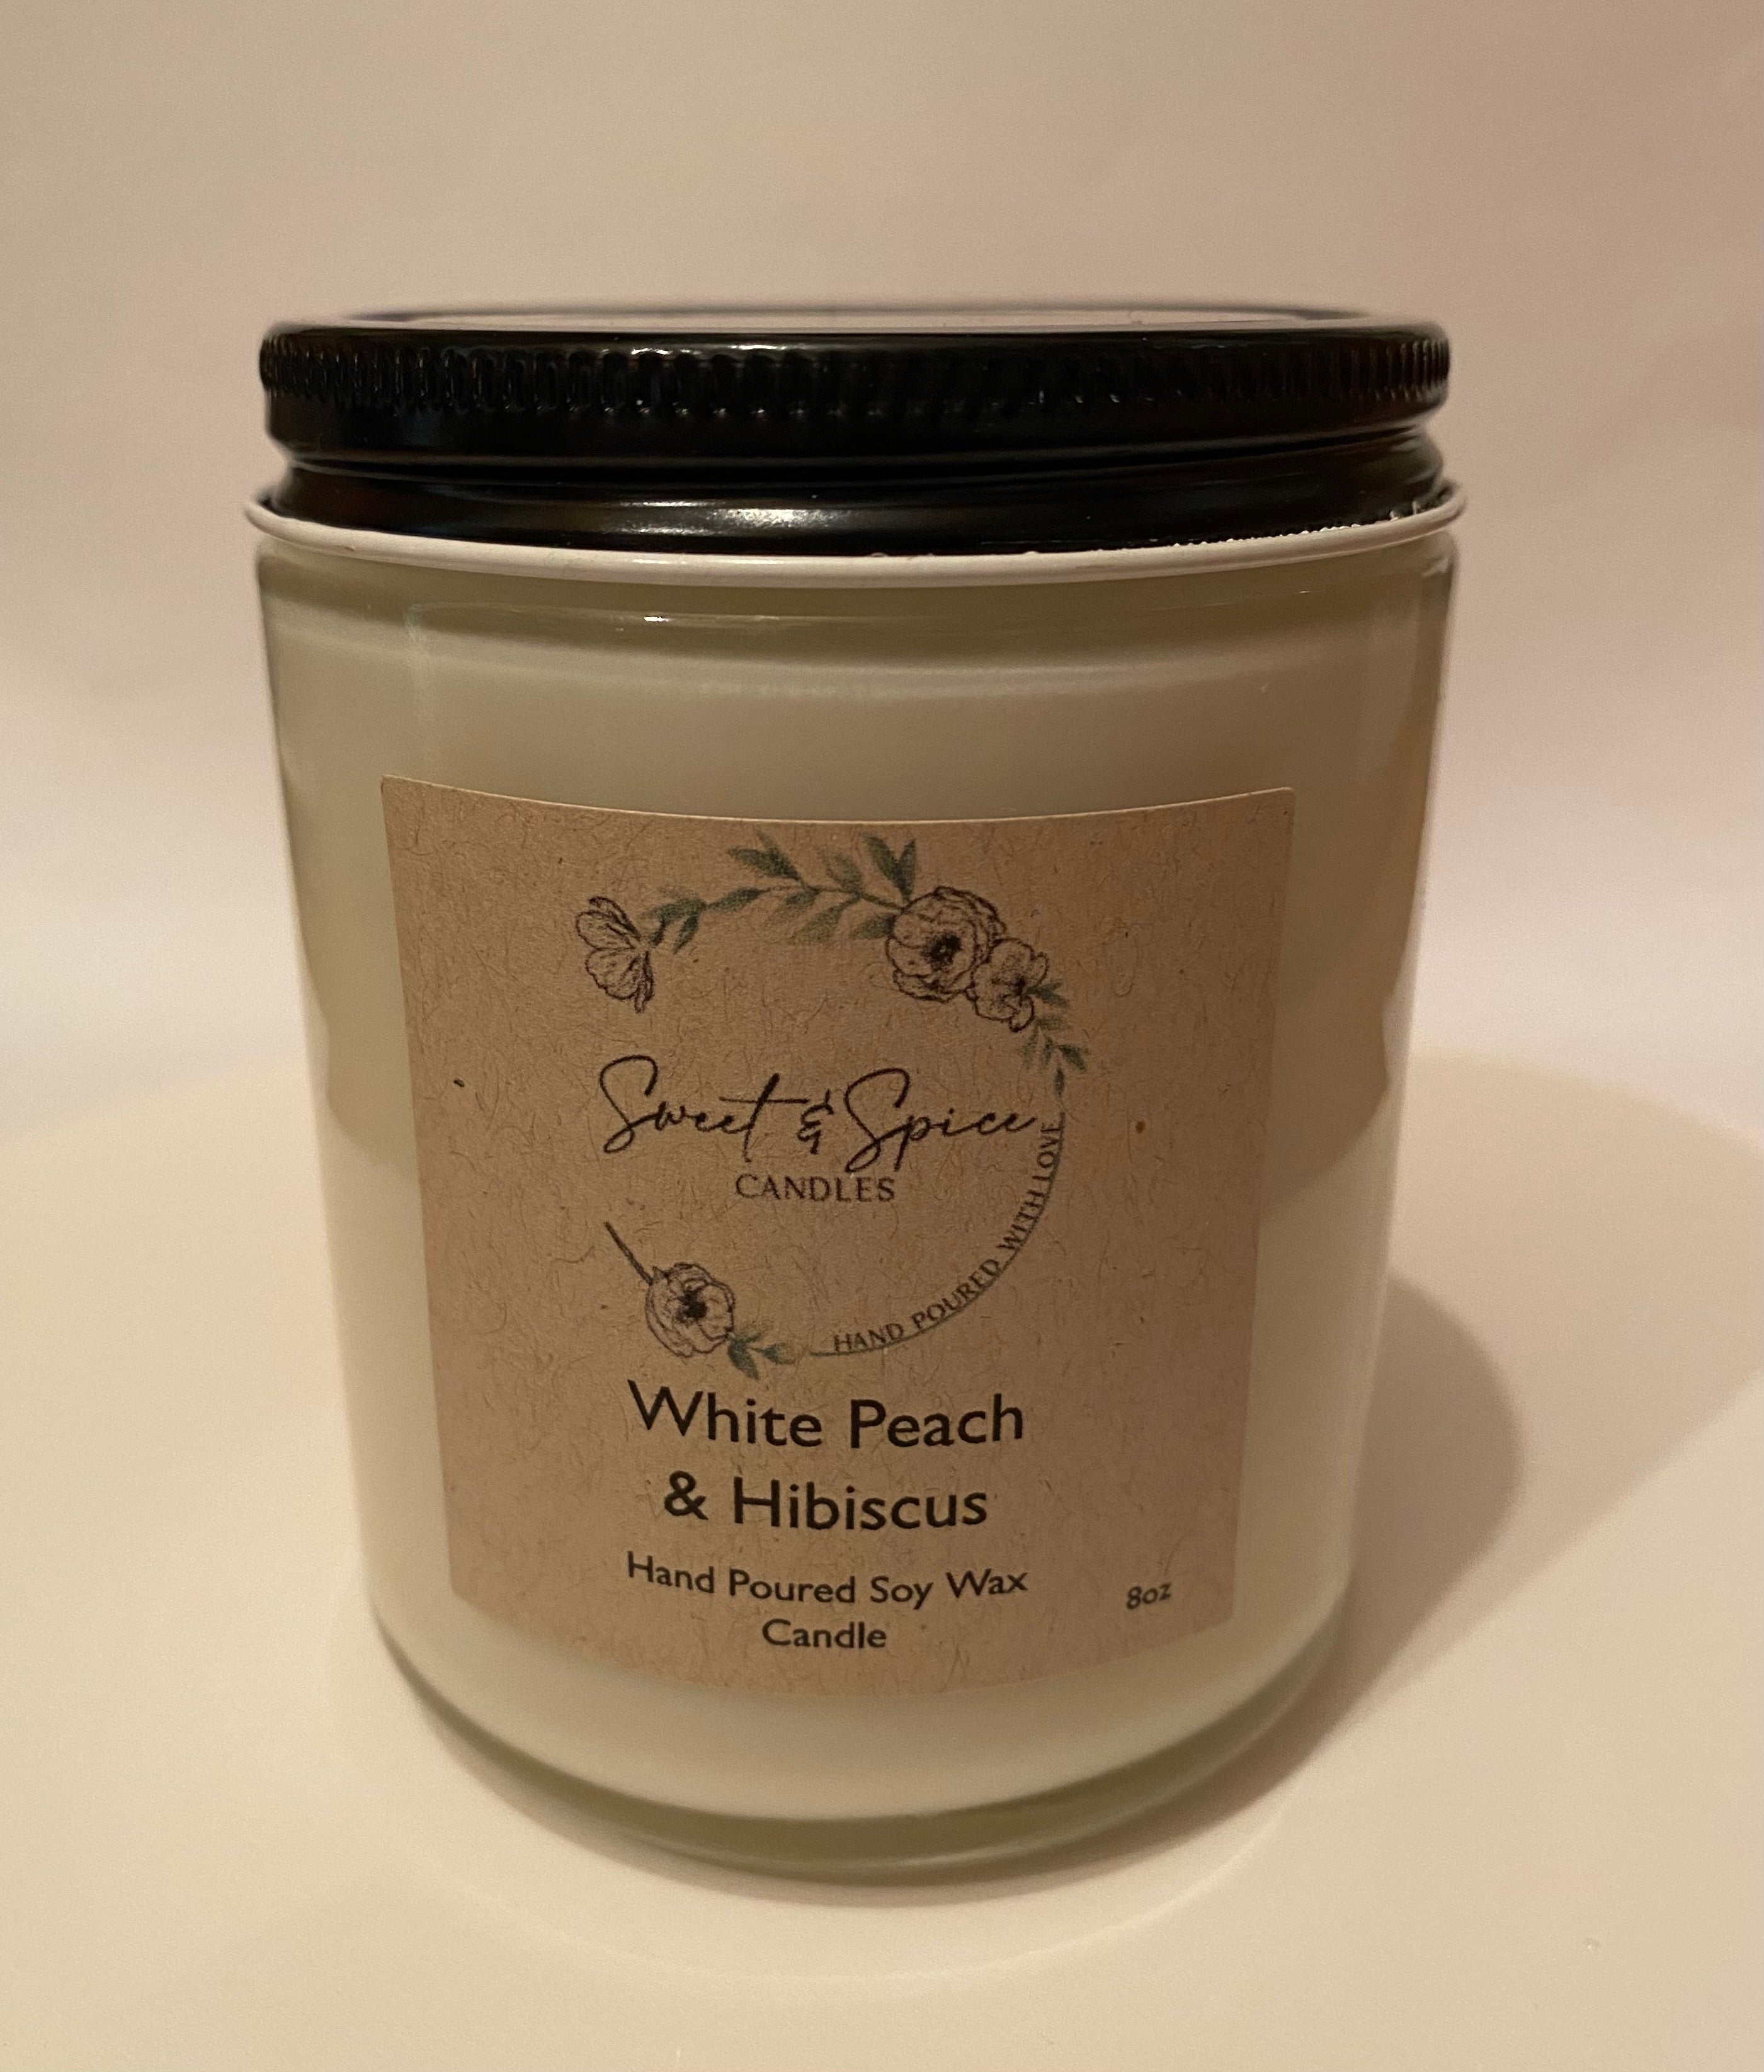 Sweet & Spice
CANDLES
HAND POURED WITH LOVE
White Peach
& Hibiscus
Hand Poured Soy Wax
Candle
8oz